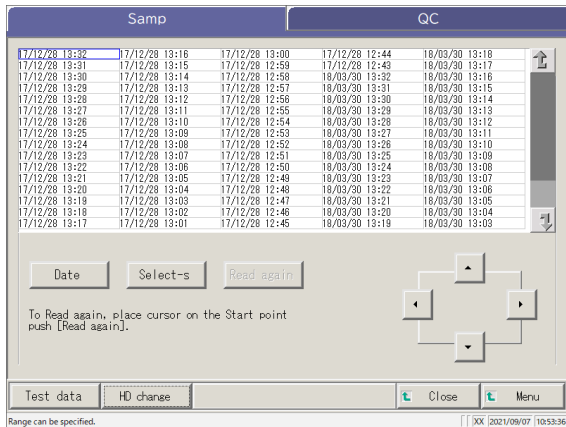 Samp QC
17/12/28 13:32 17/12/28 13:16 17/12/28 13:00 17/12/28 12:44 18/03/30 13:18
17/12/28 13:31 17/12/28 13:15 17/12/28 12:59 17/12/28 12:43 18/03/30 13:17
17/12/28 13:30 17/12/28 13:14 17/12/28 12:58 18/03/30 13:32 18/03/30 13:16
17/12/28 13:29 17/12/28 13:13 17/12/28 12:57 18/03/30 13:31 18/03/30 13:15
17/12/28 13:28 17/12/28 13:12 17/12/28 12:56 18/03/30 13:30 18/03/30 13:14
17/12/28 13:27 17/12/28 13:11 17/12/28 12:55 18/03/30 13:29 18/03/30 13:13
17/12/28 13:26 17/12/28 13:10 17/12/28 12:54 18/03/30 13:28 18/03/30 13:12
17/12/28 13:25 17/12/28 13:09 17/12/28 12:53 18/03/30 13:27 18/03/30 13:11
17/12/28 13:24 17/12/28 13:08 17/12/28 12:52 18/03/30 13:26 18/03/30 13:10
17/12/28 13:23 17/12/28 13:07 17/12/28 12:51 18/03/30 13:25 18/03/30 13:09
17/12/28 13:22 17/12/28 13:06 17/12/28 12:50 18/03/30 13:24 18/03/30 13:08
17/12/28 13:21 17/12/28 13:05 17/12/28 12:49 18/03/30 13:23 18/03/30 13:07
17/12/28 13:20 17/12/28 13:04 17/12/28 12:48 18/03/30 13:22 18/03/30 13:06
17/12/28 13:19 17/12/28 13:03 17/12/28 12:47 18/03/30 13:21 18/03/30 13:05
17/12/28 13:18 17/12/28 13:02 17/12/28 12:46 18/03/30 13:20 18/03/30 13:04
17/12/28 13:17 17/12/28 13:01 17/12/28 12:45 18/03/30 13:19 18/03/30 13:03
Date Select-s Read again
To Read again, place cursor on the Start point
push [Read again].
Test data HD change Close Menu
Range can be specified. XX 2021/09/07 10:53:36